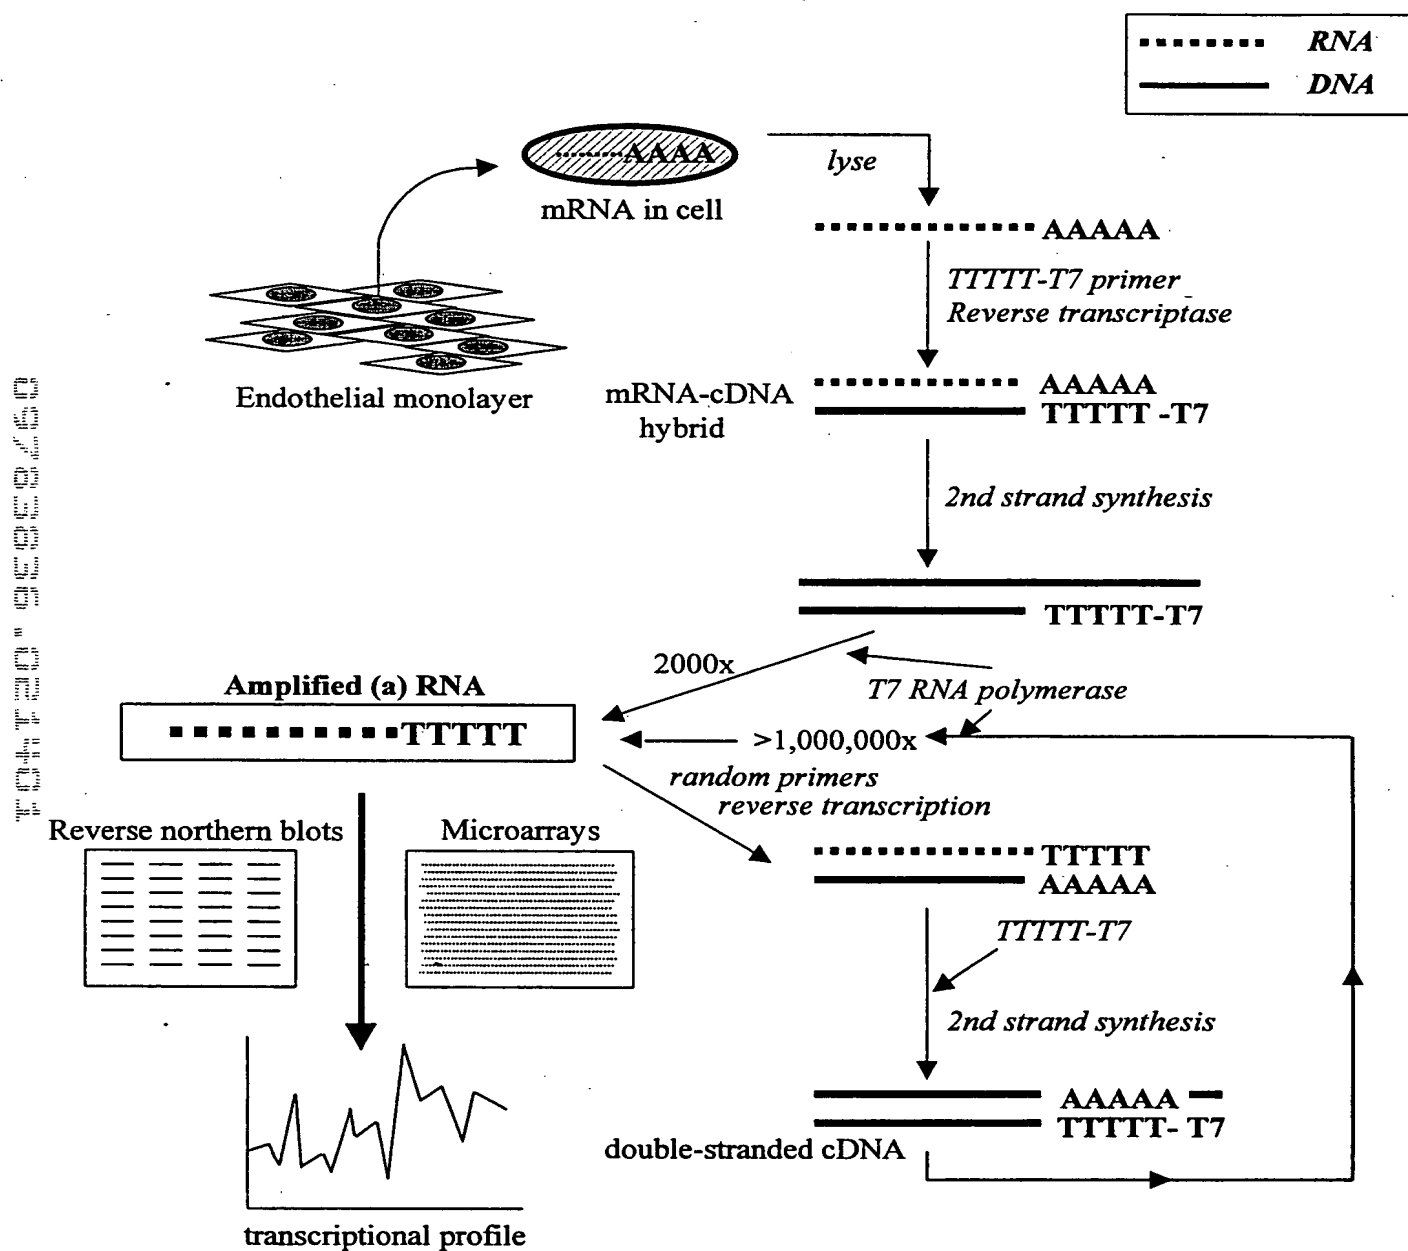 RNA
DNA
AAAA
lyse
mRNA in cell
AAAAA
TTTTT-T7 primer
Reverse transcriptase
Endothelial monolayer
mRNA-cDNA
hybrid
AAAAA
TTTTT -T7
2nd strand synthesis
TTTTT-T7
2000x
T7 RNA polymerase
Amplified (a) RNA
TTTTT
>1,000,000x
random primers
reverse transcription
Reverse northern blots
Microarrays
TTTTT
AAAAA
TTTTT-T7
2nd strand synthesis
AAAAA
TTTTT- T7
double-stranded cDNA
transcriptional profile
09783836.021401